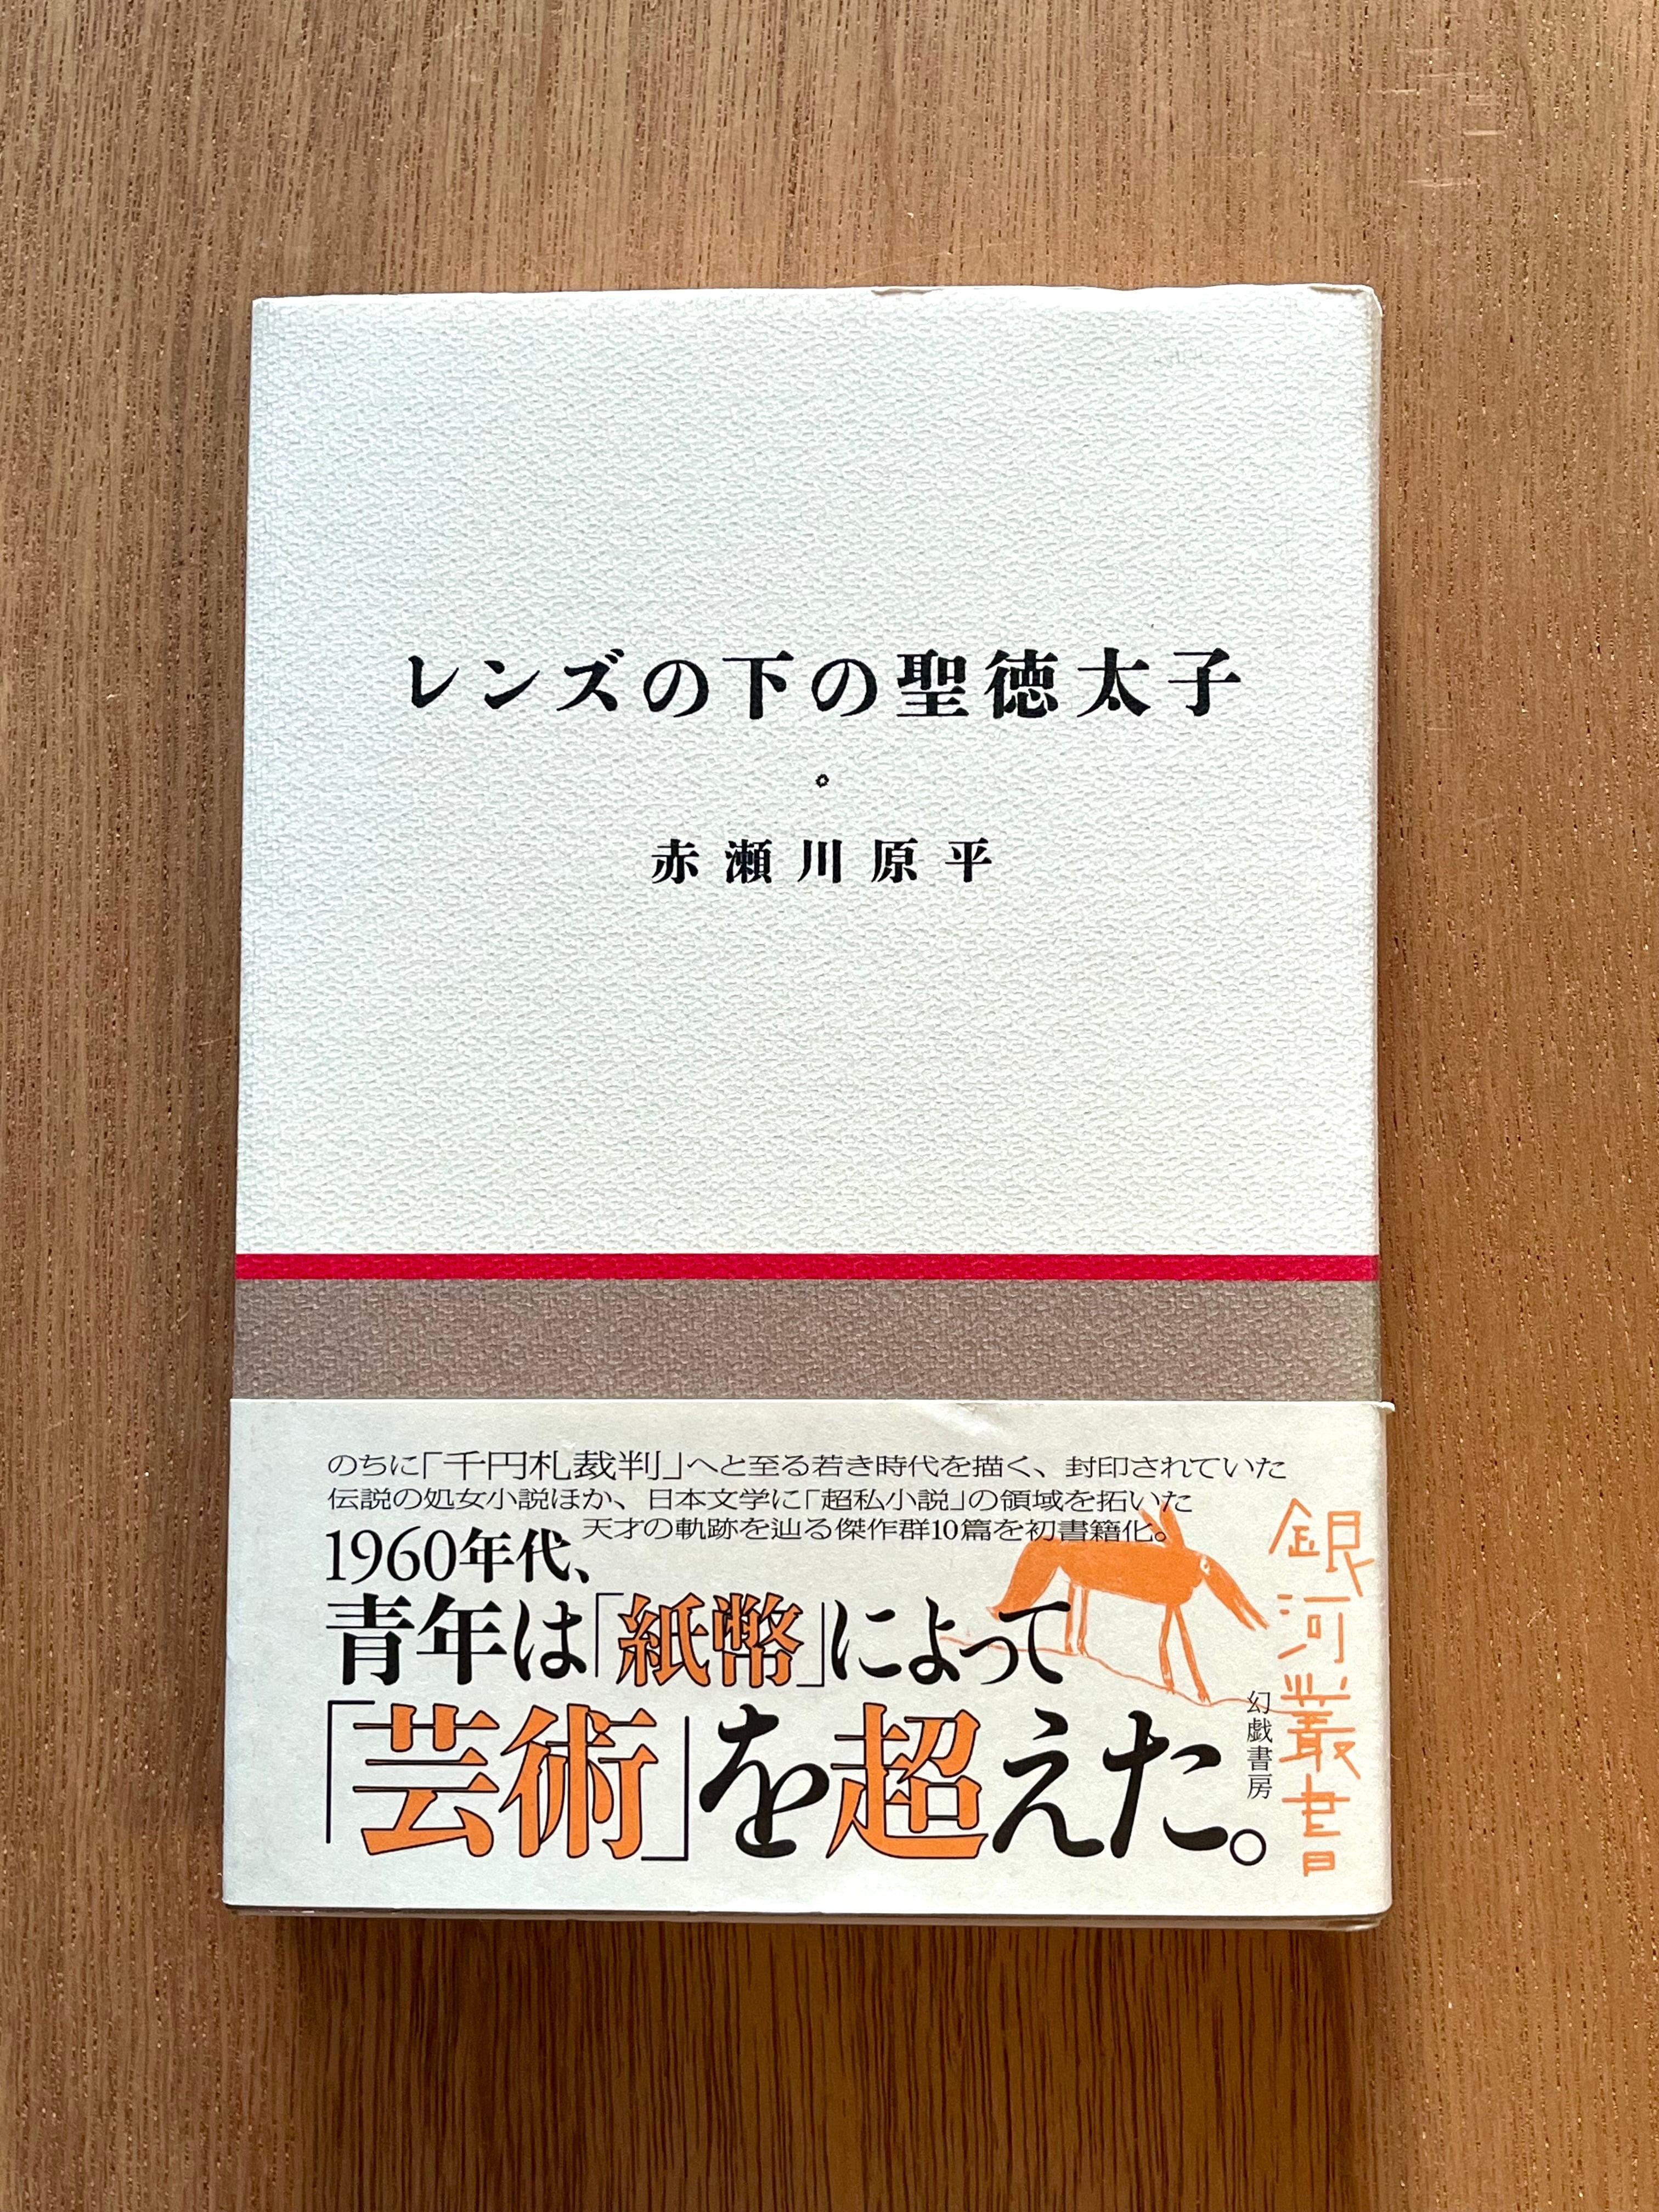 レンズの下の聖徳太子
赤瀬川原平
のちに「千円札裁判」へと至る若き時代を描く、封印されていた
伝説の処女小説ほか、日本文学に「超私小説」の領域を拓いた
天才の軌跡を辿る傑作群10篇を初書籍化。
1960年代、
青年は「紙幣」によって
「芸術」を超えた。
銀河叢書
幻戯書房